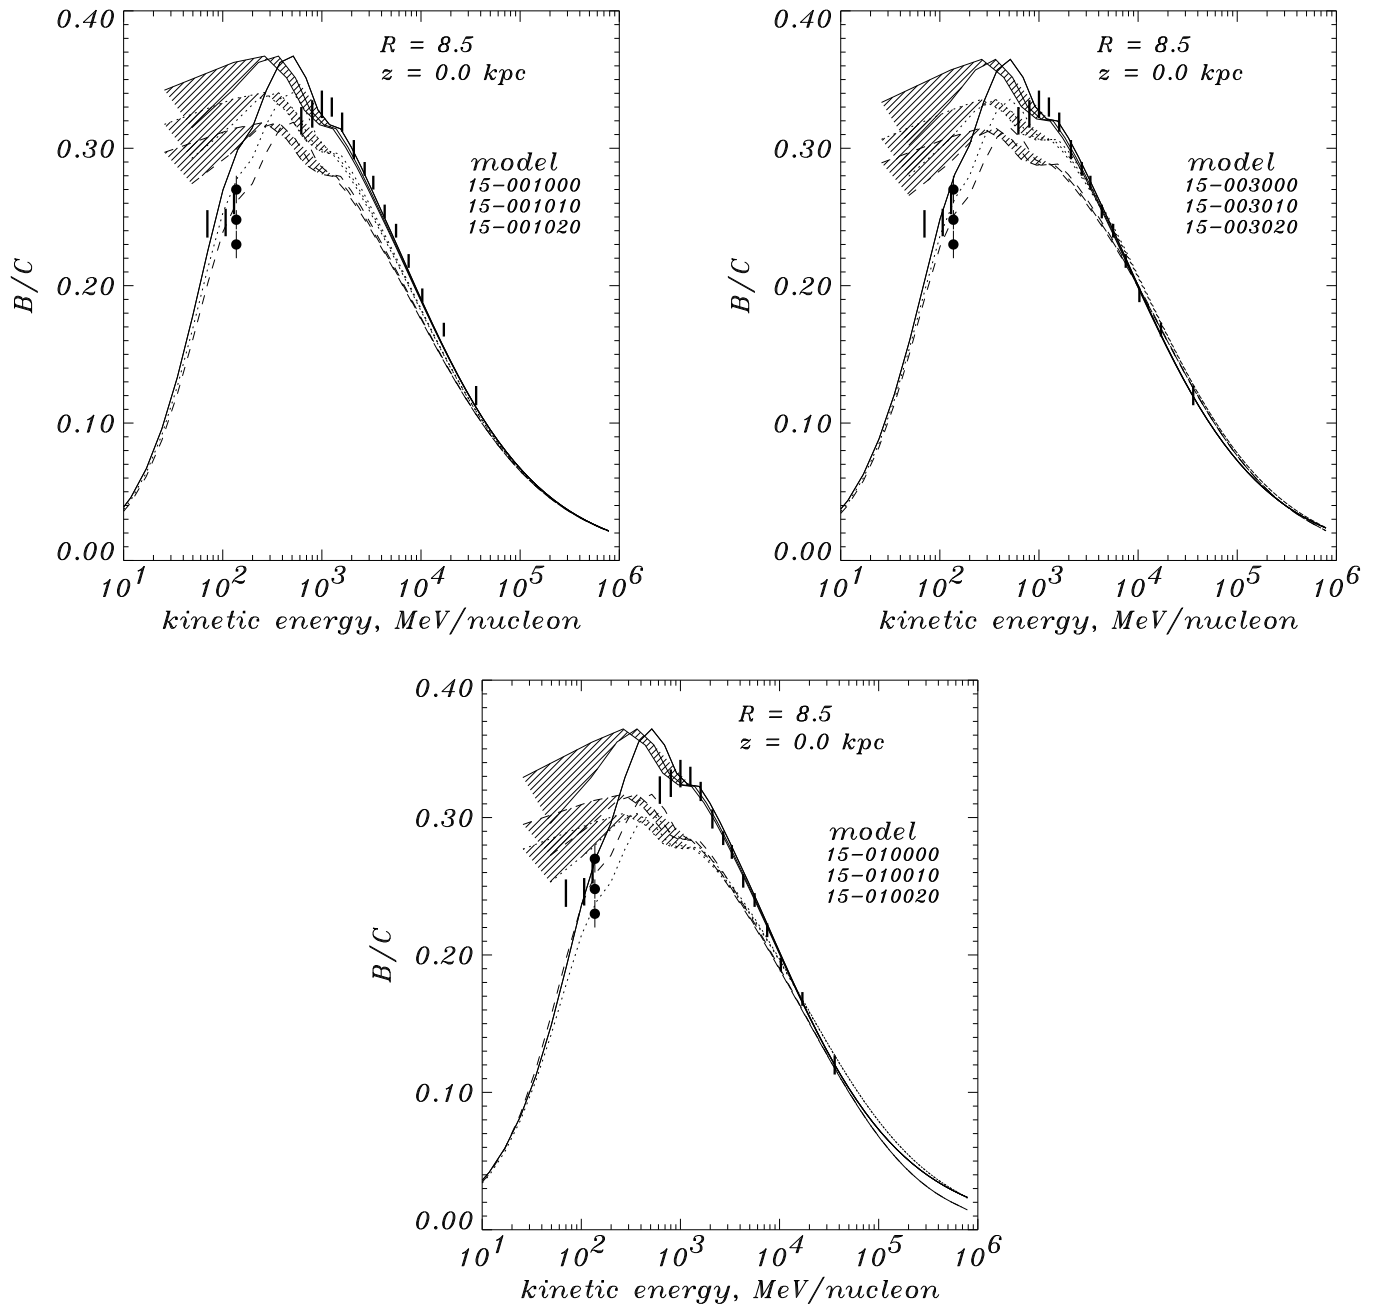 0.40
0.30
0.20
0.10
0.00
B/C
R = 8.5
z = 0.0 kpc
model
15-001000
15-001010
15-001020
10^1 10^2 10^3 10^4 10^5 10^6
kinetic energy, MeV/nucleon
0.40
0.30
0.20
0.10
0.00
B/C
R = 8.5
z = 0.0 kpc
model
15-003000
15-003010
15-003020
10^1 10^2 10^3 10^4 10^5 10^6
kinetic energy, MeV/nucleon
0.40
0.30
0.20
0.10
0.00
B/C
R = 8.5
z = 0.0 kpc
model
15-010000
15-010010
15-010020
10^1 10^2 10^3 10^4 10^5 10^6
kinetic energy, MeV/nucleon